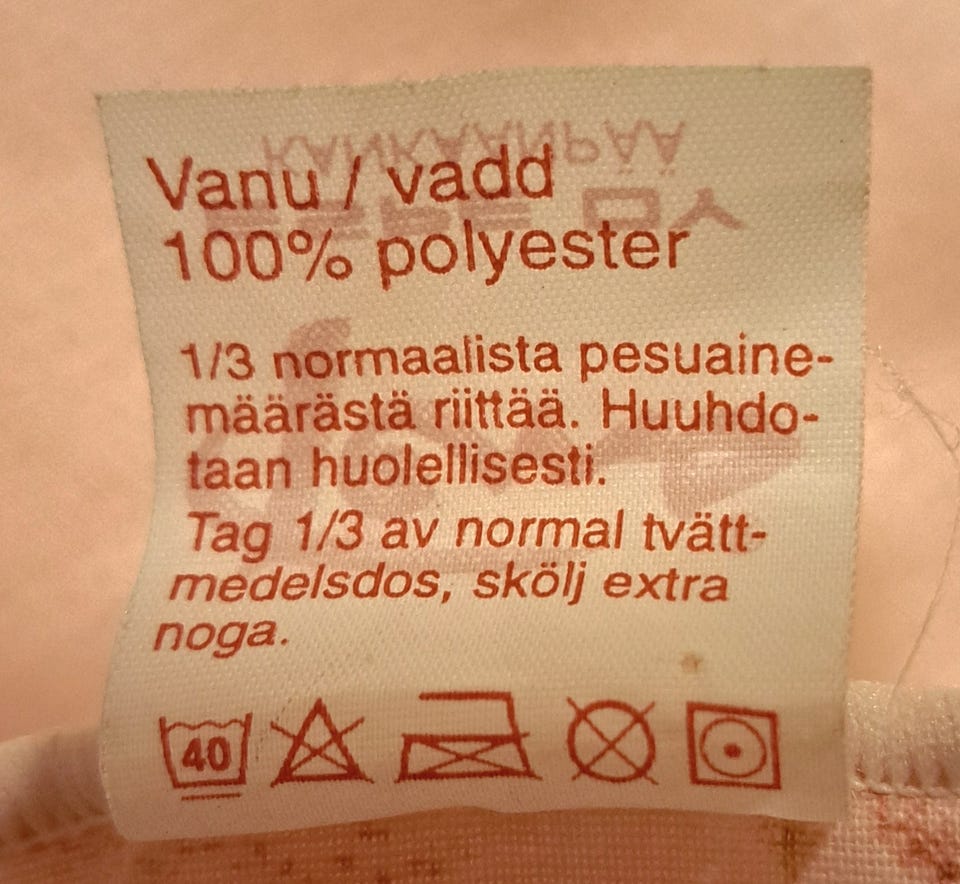 KANKAANPÄÄ
Vanu / vadd
100% polyester
1/3 normaalista pesuaine-
määrästä riittää. Huuhdo-
taan huolellisesti.
Tag 1/3 av normal tvätt-
medelsdos, skölj extra
noga.
40